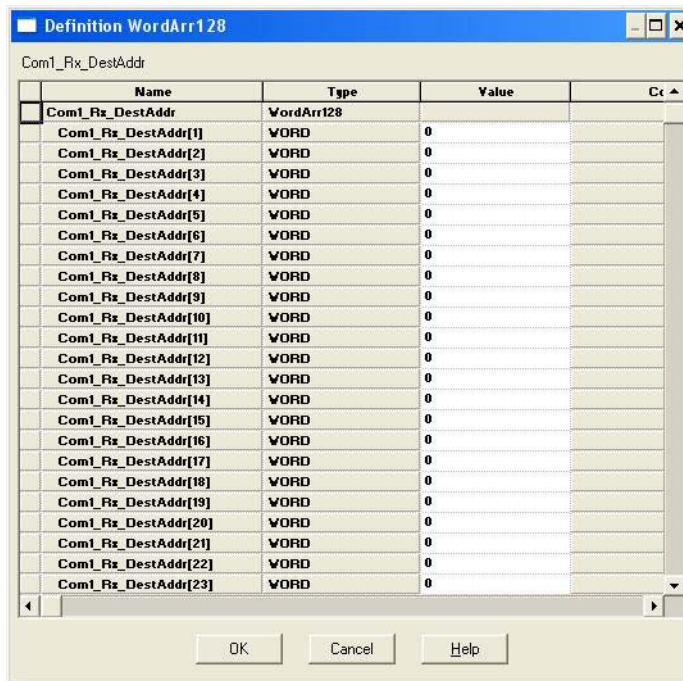 Definition WordArr128
Com1_Rx_DestAddr
Name Type Value Co
Com1_Rx_DestAddr WordArr128
Com1_Rx_DestAddr[1] WORD 0
Com1_Rx_DestAddr[2] WORD 0
Com1_Rx_DestAddr[3] WORD 0
Com1_Rx_DestAddr[4] WORD 0
Com1_Rx_DestAddr[5] WORD 0
Com1_Rx_DestAddr[6] WORD 0
Com1_Rx_DestAddr[7] WORD 0
Com1_Rx_DestAddr[8] WORD 0
Com1_Rx_DestAddr[9] WORD 0
Com1_Rx_DestAddr[10] WORD 0
Com1_Rx_DestAddr[11] WORD 0
Com1_Rx_DestAddr[12] WORD 0
Com1_Rx_DestAddr[13] WORD 0
Com1_Rx_DestAddr[14] WORD 0
Com1_Rx_DestAddr[15] WORD 0
Com1_Rx_DestAddr[16] WORD 0
Com1_Rx_DestAddr[17] WORD 0
Com1_Rx_DestAddr[18] WORD 0
Com1_Rx_DestAddr[19] WORD 0
Com1_Rx_DestAddr[20] WORD 0
Com1_Rx_DestAddr[21] WORD 0
Com1_Rx_DestAddr[22] WORD 0
Com1_Rx_DestAddr[23] WORD 0
OK Cancel Help